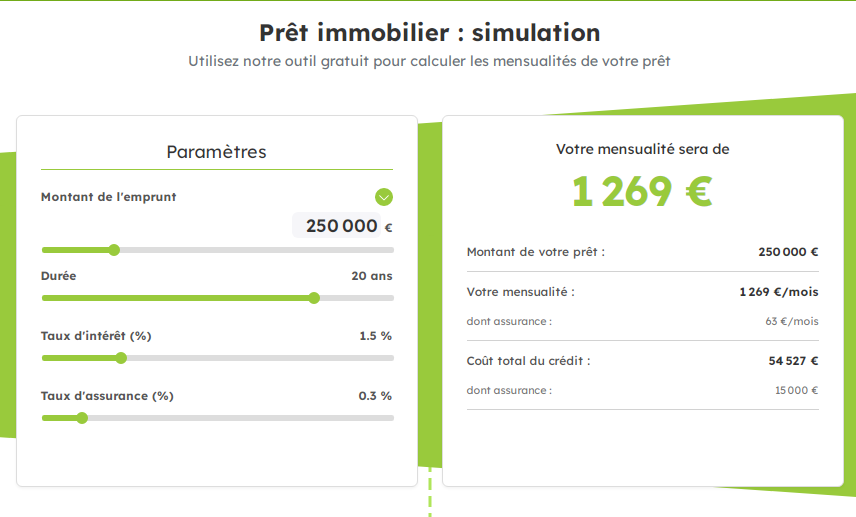 Prêt immobilier : simulation
Utilisez notre outil gratuit pour calculer les mensualités de votre prêt
Paramètres
Montant de l'emprunt
250 000 €
Durée 20 ans
Taux d'intérêt (%) 1.5 %
Taux d'assurance (%) 0.3 %
Votre mensualité sera de
1 269 €
Montant de votre prêt : 250 000 €
Votre mensualité : 1 269 €/mois
dont assurance : 63 €/mois
Coût total du crédit : 54 527 €
dont assurance : 15 000 €